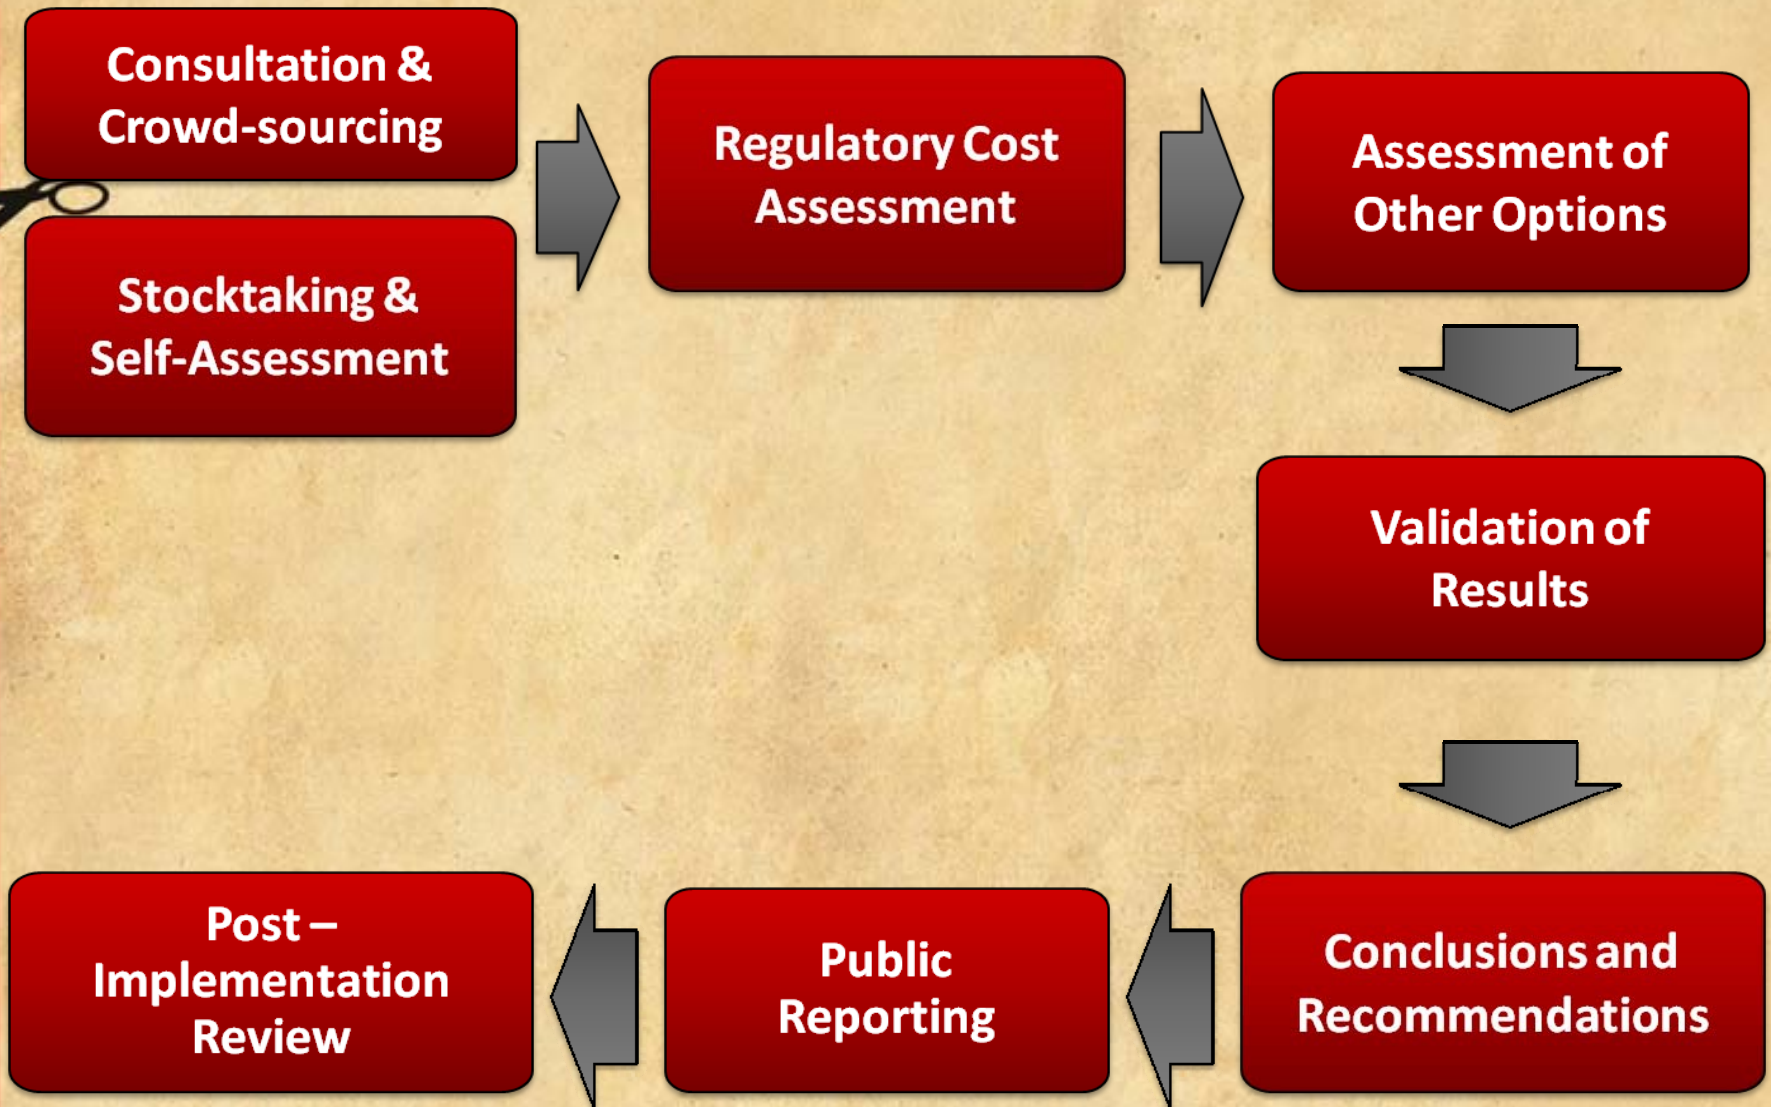 Consultation &
Crowd-sourcing
Stocktaking &
Self-Assessment
Regulatory Cost
Assessment
Assessment of
Other Options
Validation of
Results
Conclusions and
Recommendations
Public
Reporting
Post –
Implementation
Review